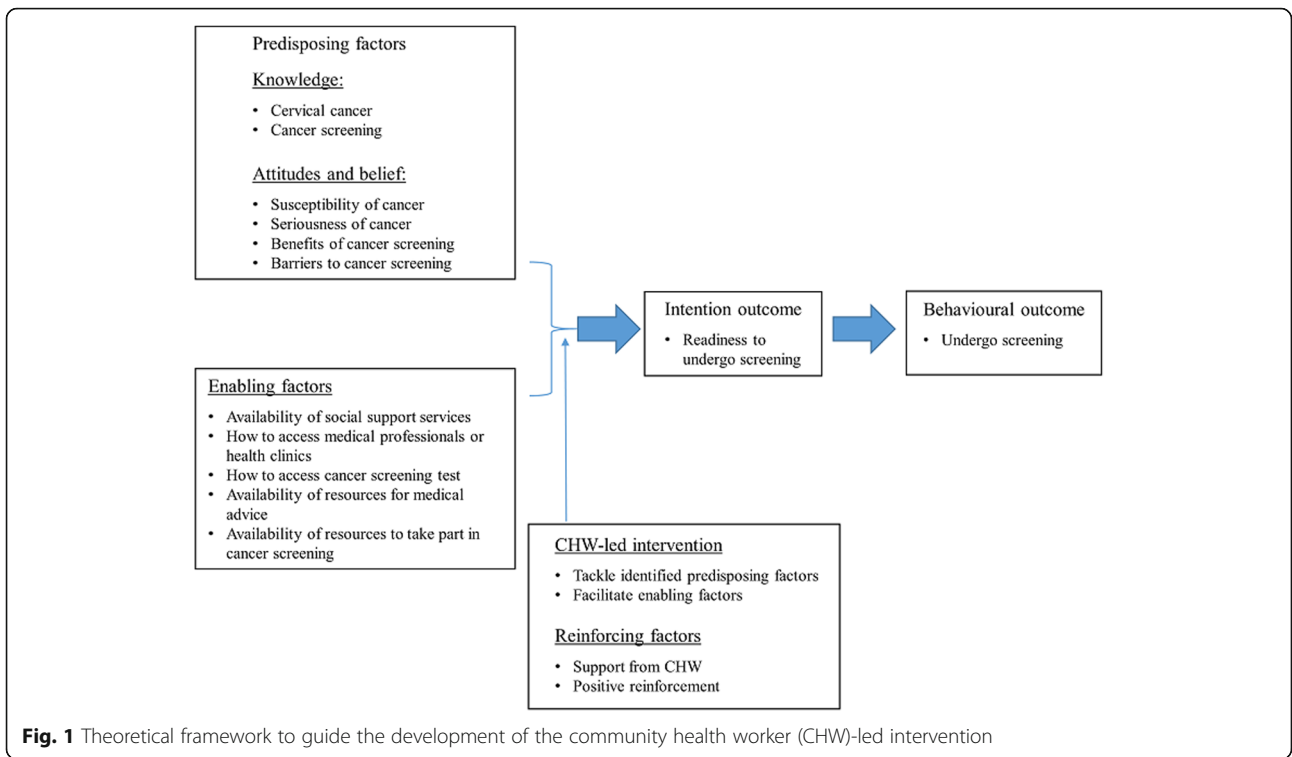 Predisposing factors
Knowledge:
• Cervical cancer
• Cancer screening
Attitudes and belief:
• Susceptibility of cancer
• Seriousness of cancer
• Benefits of cancer screening
• Barriers to cancer screening
Enabling factors
• Availability of social support services
• How to access medical professionals or
health clinics
• How to access cancer screening test
• Availability of resources for medical
advice
• Availability of resources to take part in
cancer screening
CHW-led intervention
• Tackle identified predisposing factors
• Facilitate enabling factors
Reinforcing factors
• Support from CHW
• Positive reinforcement
Intention outcome
• Readiness to
undergo screening
Behavioural outcome
• Undergo screening
Fig. 1 Theoretical framework to guide the development of the community health worker (CHW)-led intervention